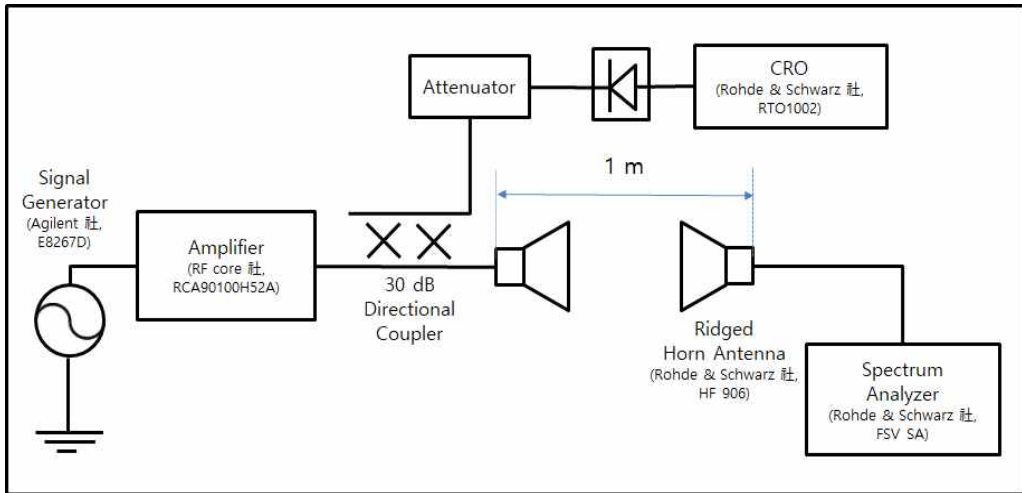 CRO
(Rohde & Schwarz 社,
RTO1002)
Attenuator
1 m
Signal
Generator
(Agilent 社,
E8267D)
Amplifier
(RF core 社,
RCA90100H52A)
30 dB
Directional
Coupler
Ridged
Horn Antenna
(Rohde & Schwarz 社,
HF 906)
Spectrum
Analyzer
(Rohde & Schwarz 社,
FSV SA)